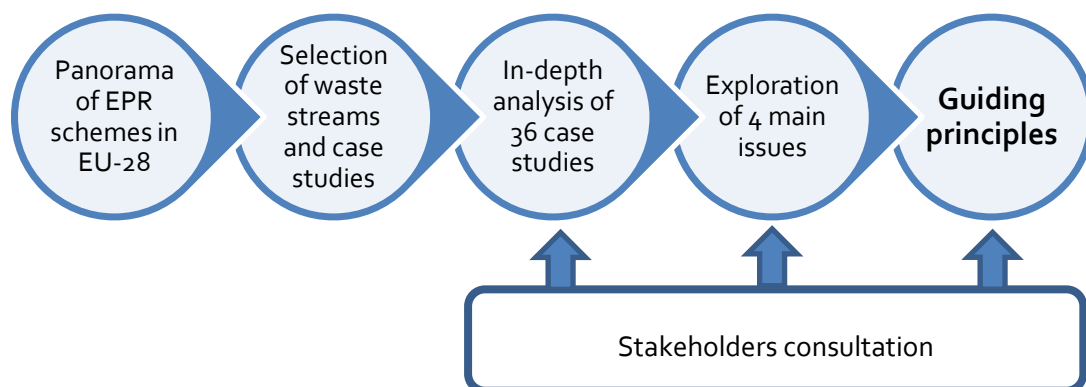 Panorama
of EPR
schemes in
EU-28
Selection
of waste
streams
and case
studies
In-depth
analysis of
36 case
studies
Exploration
of 4 main
issues
Guiding
principles
Stakeholders consultation